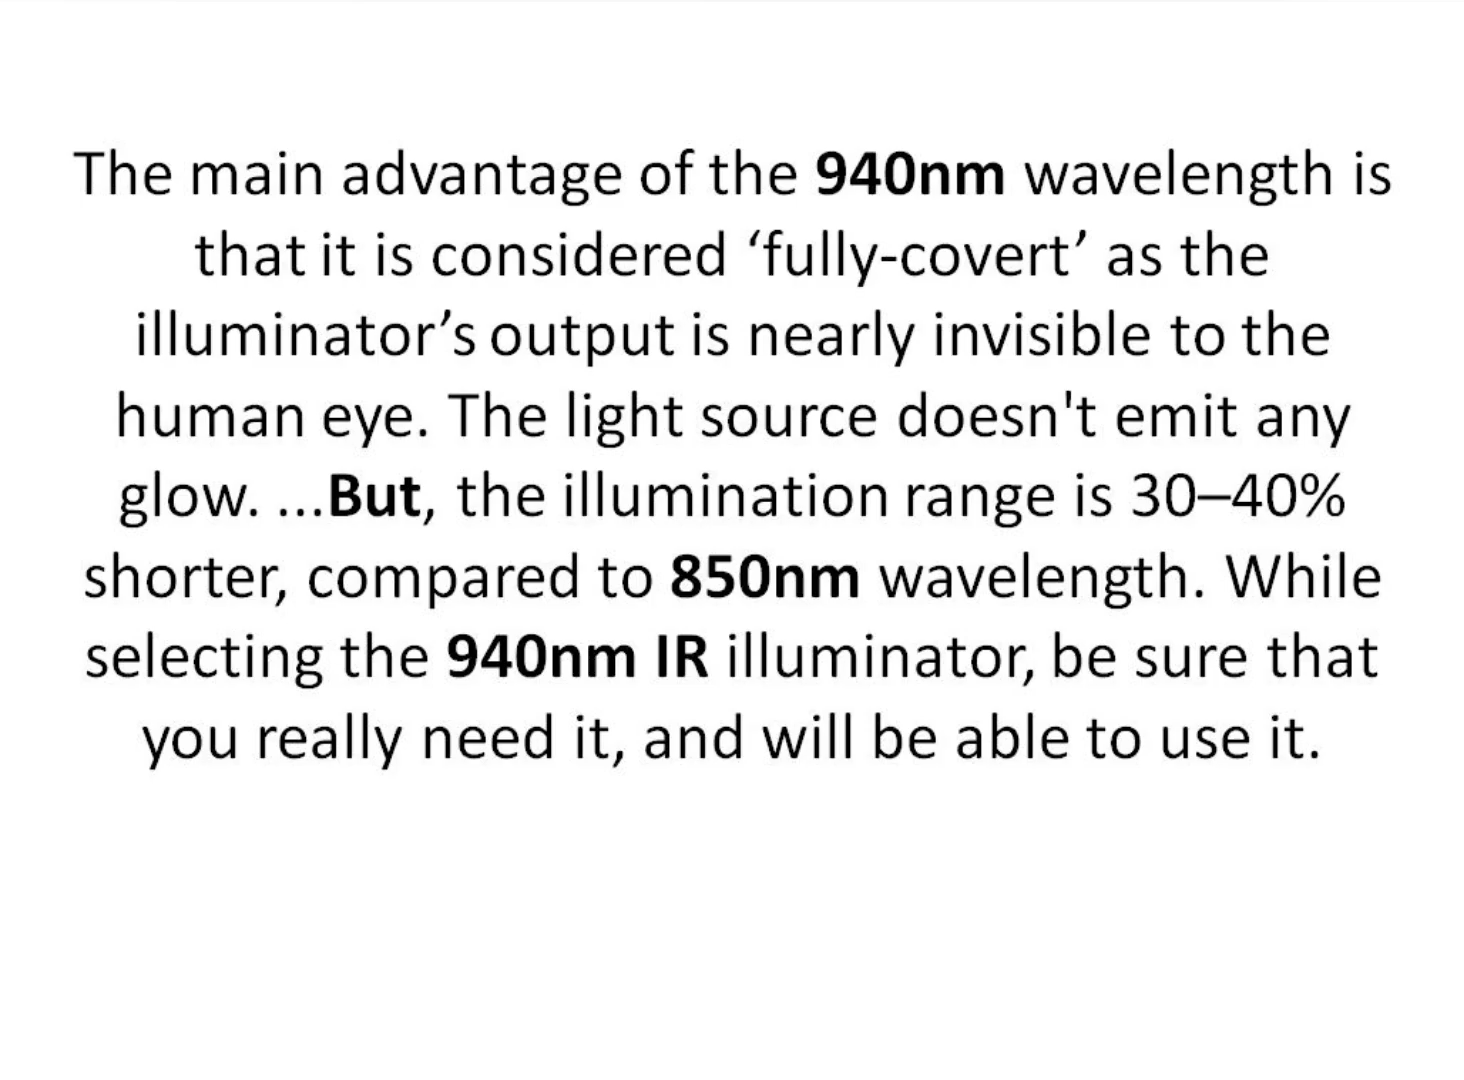 The main advantage of the 940nm wavelength is
that it is considered ‘fully-covert’ as the
illuminator’s output is nearly invisible to the
human eye. The light source doesn't emit any
glow. ...But, the illumination range is 30–40%
shorter, compared to 850nm wavelength. While
selecting the 940nm IR illuminator, be sure that
you really need it, and will be able to use it.